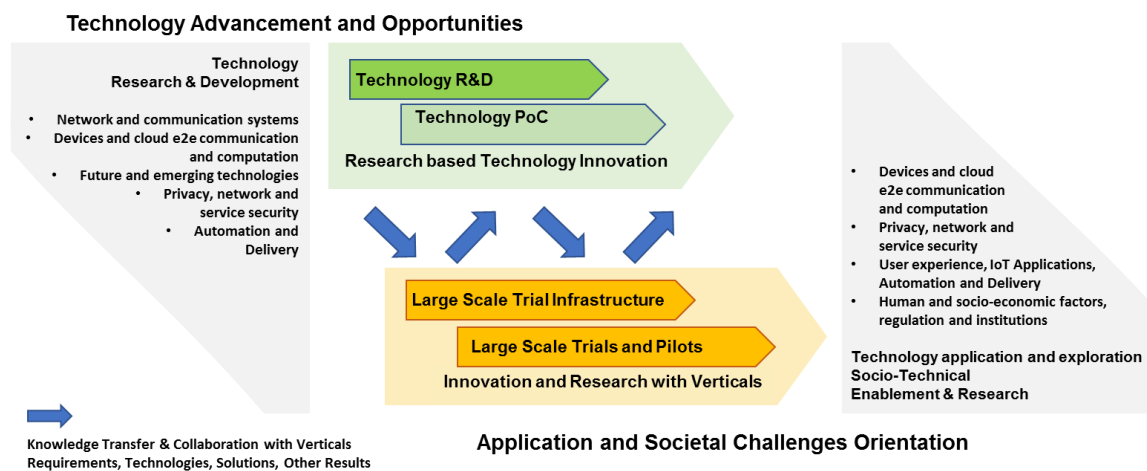 Technology Advancement and Opportunities
Technology
Research & Development
• Network and communication systems
• Devices and cloud e2e communication
and computation
• Future and emerging technologies
• Privacy, network and
service security
• Automation and
Delivery
Technology R&D
Technology PoC
Research based Technology Innovation
Large Scale Trial Infrastructure
Large Scale Trials and Pilots
Innovation and Research with Verticals
• Devices and cloud
e2e communication
and computation
• Privacy, network and
service security
• User experience, IoT Applications,
Automation and Delivery
• Human and socio-economic factors,
regulation and institutions
Technology application and exploration
Socio-Technical
Enablement & Research
Knowledge Transfer & Collaboration with Verticals
Requirements, Technologies, Solutions, Other Results
Application and Societal Challenges Orientation